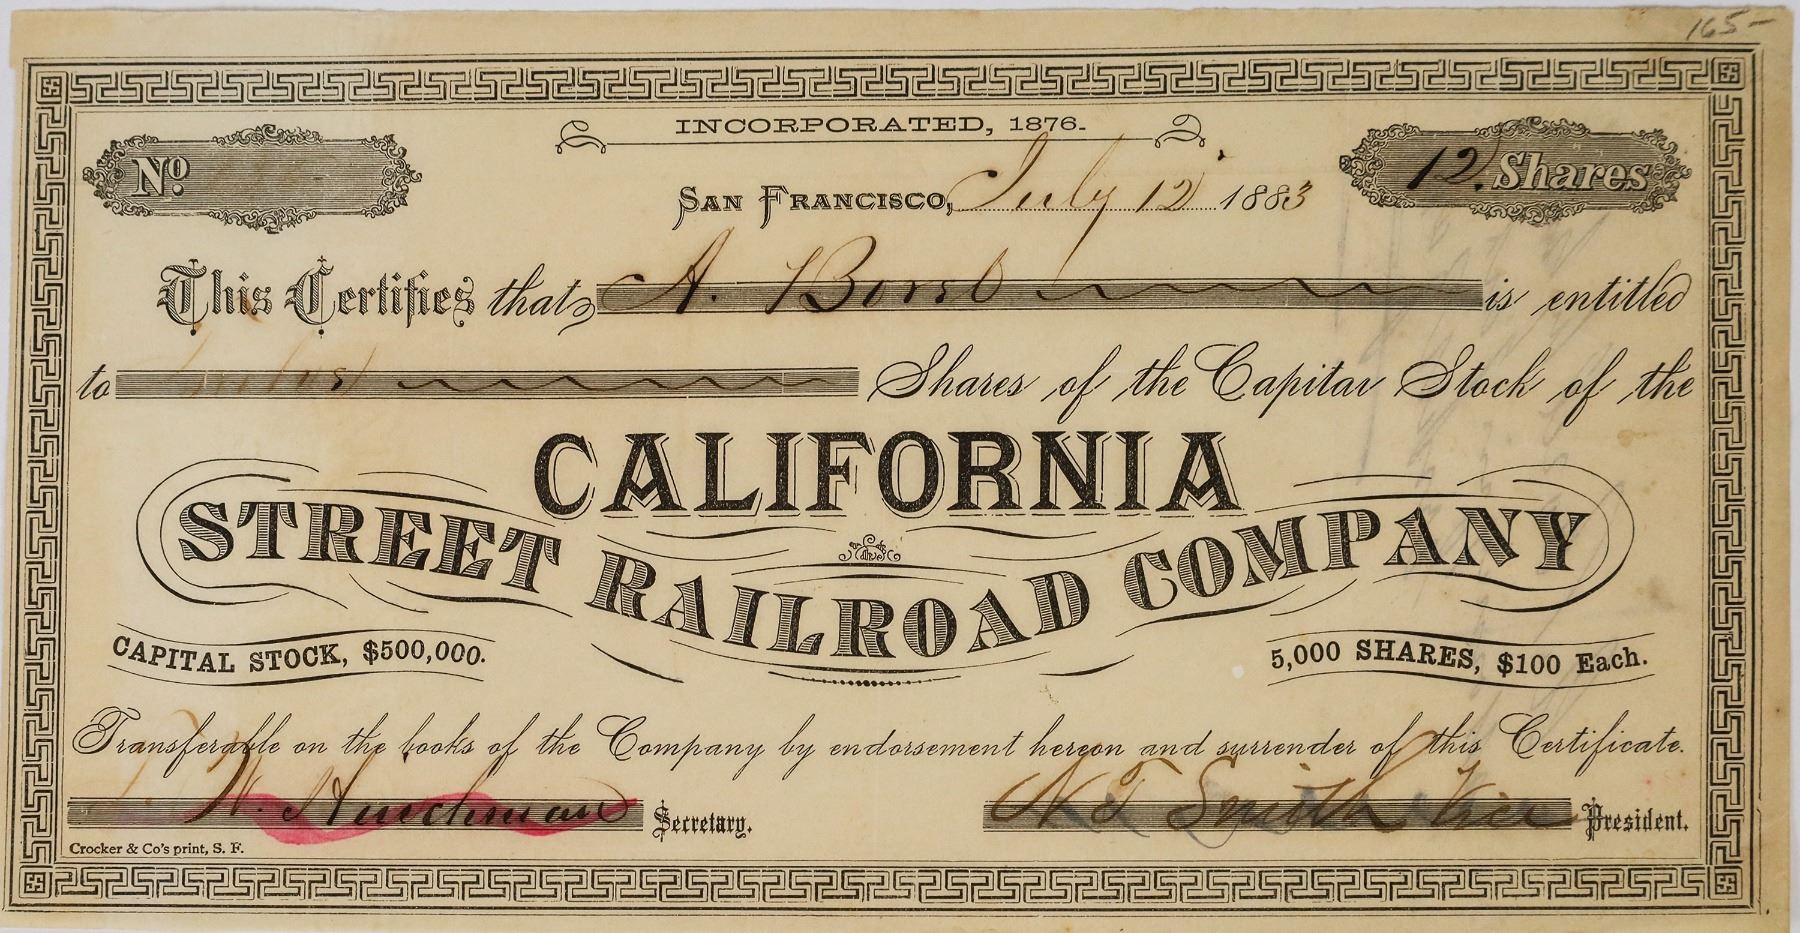 165-
INCORPORATED, 1876.
No.
12. Shares
San Francisco, July 12 1883
This Certifies that A. Borel is entitled
to Twelve Shares of the Capital Stock of the
CALIFORNIA
STREET RAILROAD COMPANY
CAPITAL STOCK, $500,000.
5,000 SHARES, $100 Each.
Transferable on the books of the Company by endorsement hereon and surrender of this Certificate.
Secretary.
N T Smith Vice President.
Crocker & Co's print, S. F.